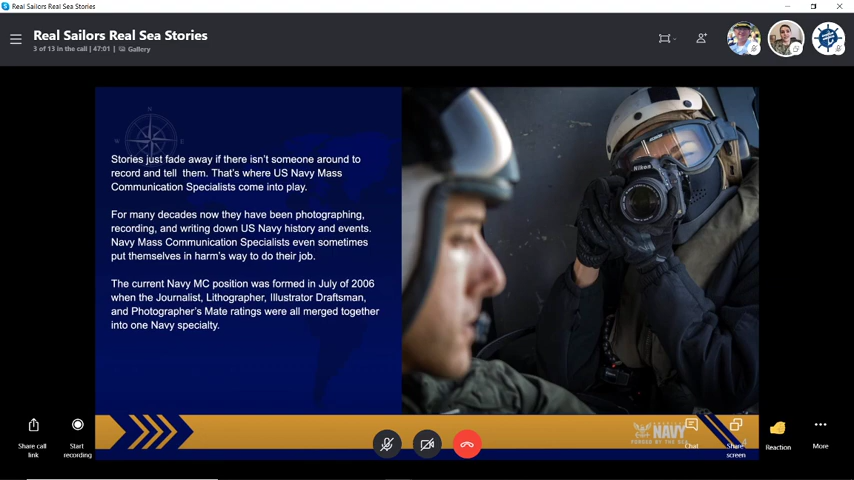 Real Sailors Real Sea Stories
Real Sailors Real Sea Stories
3 of 13 in the call | 47:01 | Gallery
N
W E
Stories just fade away if there isn't someone around to
record and tell them. That's where US Navy Mass
Communication Specialists come into play.
For many decades now they have been photographing,
recording, and writing down US Navy history and events.
Navy Mass Communication Specialists even sometimes
put themselves in harm's way to do their job.
The current Navy MC position was formed in July of 2006
when the Journalist, Lithographer, Illustrator Draftsman,
and Photographer's Mate ratings were all merged together
into one Navy specialty.
Nikon
AMERICA'S
NAVY
FORGED BY THE SEA
4
Share call
link
Start
recording
Chat
Share
screen
Reaction
More